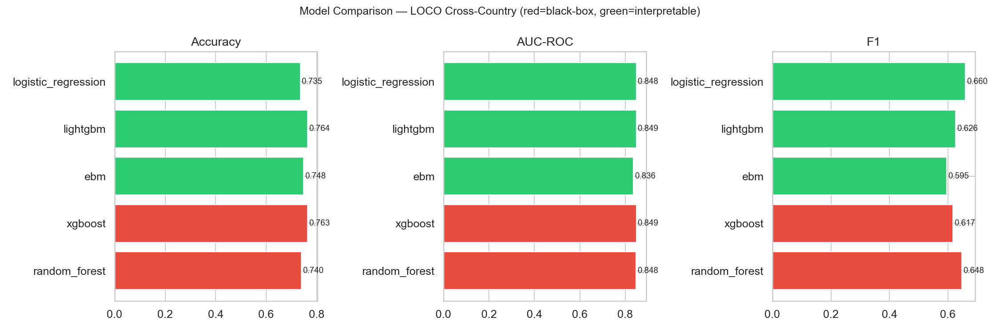 Model Comparison — LOCO Cross-Country (red=black-box, green=interpretable)
Accuracy
logistic_regression
0.735
lightgbm
0.764
ebm
0.748
xgboost
0.763
random_forest
0.740
0.0 0.2 0.4 0.6 0.8
AUC-ROC
logistic_regression
0.848
lightgbm
0.849
ebm
0.836
xgboost
0.849
random_forest
0.848
0.0 0.2 0.4 0.6 0.8
F1
logistic_regression
0.660
lightgbm
0.626
ebm
0.595
xgboost
0.617
random_forest
0.648
0.0 0.2 0.4 0.6